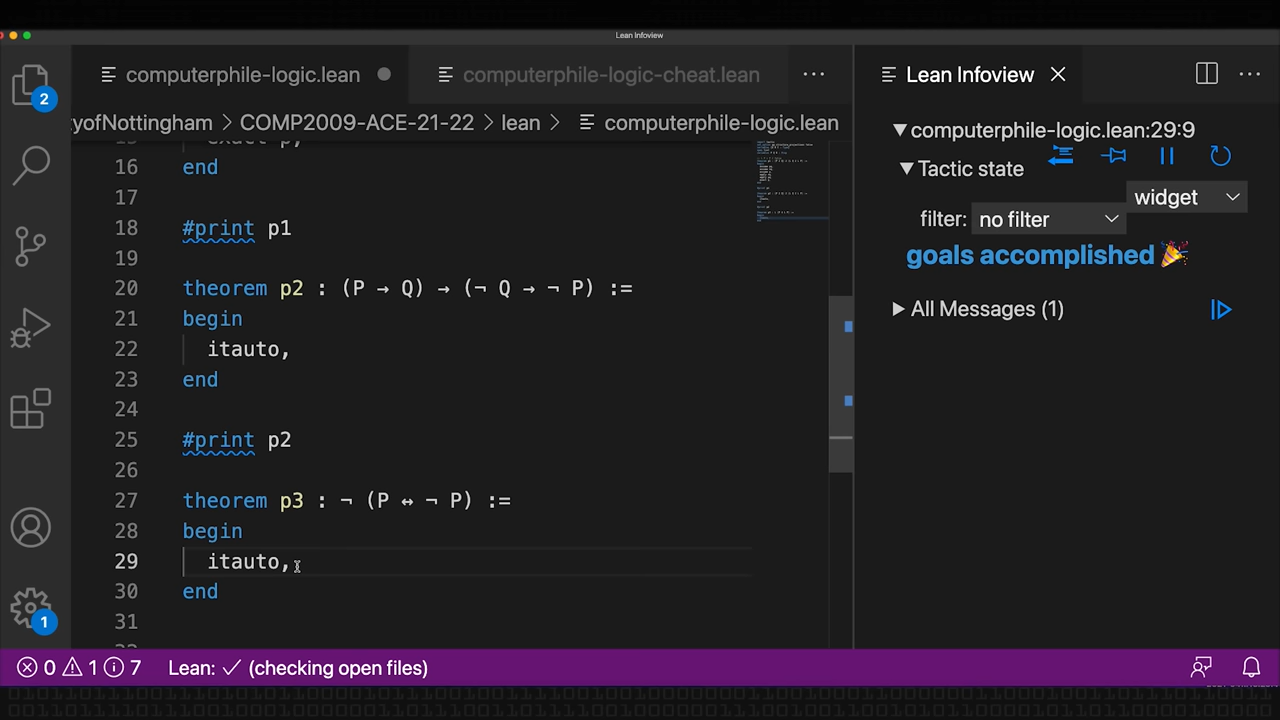 Lean Infoview
computerphile-logic.lean
computerphile-logic-cheat.lean
yofNottingham > COMP2009-ACE-21-22 > lean > computerphile-logic.lean
16 end
17
18 #print p1
19
20 theorem p2 : (P → Q) → (¬ Q → ¬ P) :=
21 begin
22 itauto,
23 end
24
25 #print p2
26
27 theorem p3 : ¬ (P ↔ ¬ P) :=
28 begin
29 itauto,
30 end
31
Lean Infoview
computerphile-logic.lean:29:9
Tactic state
widget
filter: no filter
goals accomplished 🎉
All Messages (1)
2
1
0 1 7 Lean: ✓ (checking open files)